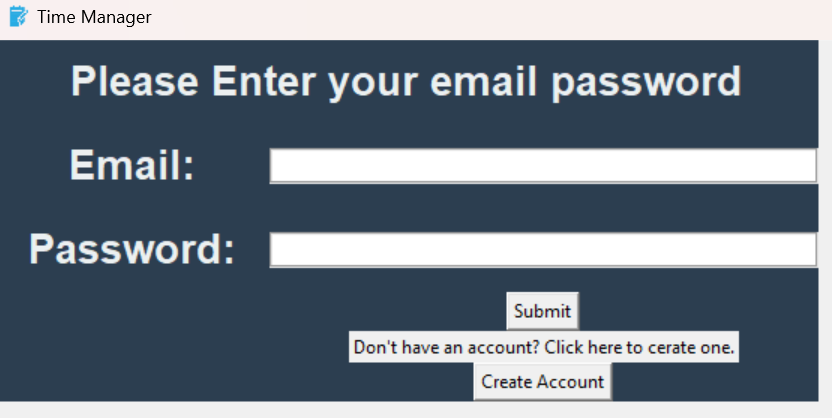 Time Manager
Please Enter your email password
Email:
Password:
Submit
Don't have an account? Click here to cerate one.
Create Account